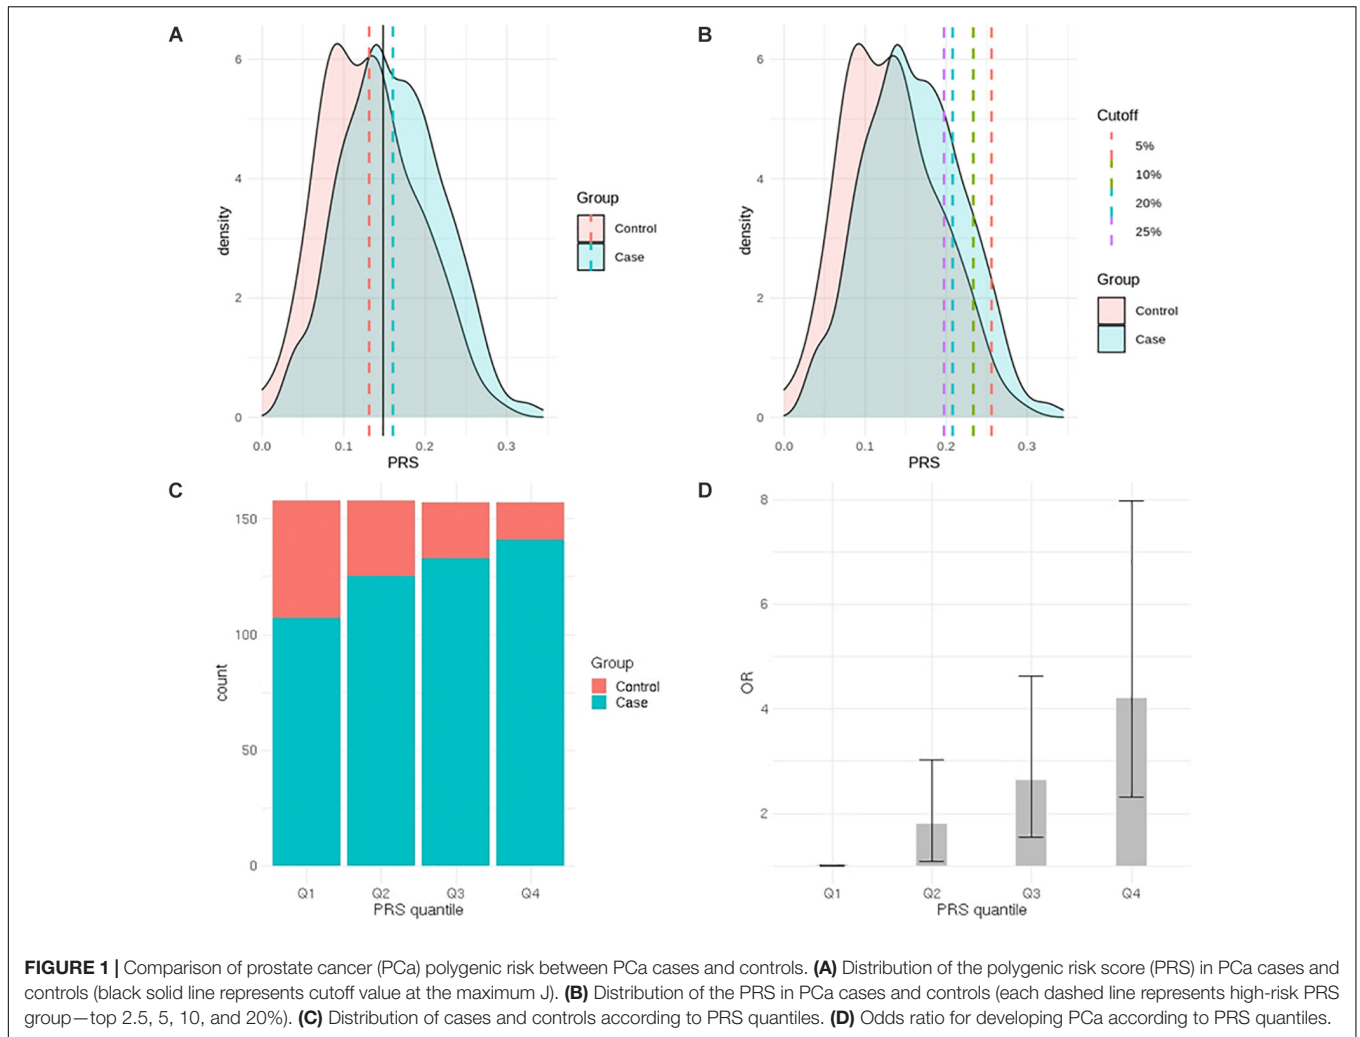 A
6
4
2
0
density
0.0
0.1
0.2
0.3
PRS
Group
Control
Case
B
6
4
2
0
density
0.0
0.1
0.2
0.3
PRS
Cutoff
5%
10%
20%
25%
Group
Control
Case
C
150
100
50
0
count
Q1
Q2
Q3
Q4
PRS quantile
Group
Control
Case
D
8
6
4
2
OR
Q1
Q2
Q3
Q4
PRS quantile
FIGURE 1 | Comparison of prostate cancer (PCa) polygenic risk between PCa cases and controls. (A) Distribution of the polygenic risk score (PRS) in PCa cases and
controls (black solid line represents cutoff value at the maximum J). (B) Distribution of the PRS in PCa cases and controls (each dashed line represents high-risk PRS
group—top 2.5, 5, 10, and 20%). (C) Distribution of cases and controls according to PRS quantiles. (D) Odds ratio for developing PCa according to PRS quantiles.